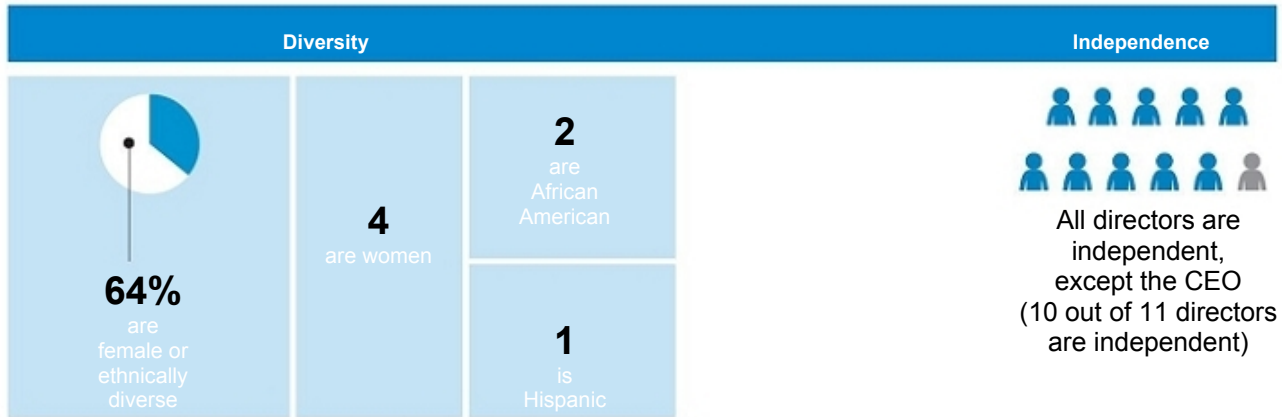 Diversity
Independence
64%
are
female or
ethnically
diverse
4
are women
2
are
African
American
1
is
Hispanic
All directors are
independent,
except the CEO
(10 out of 11 directors
are independent)